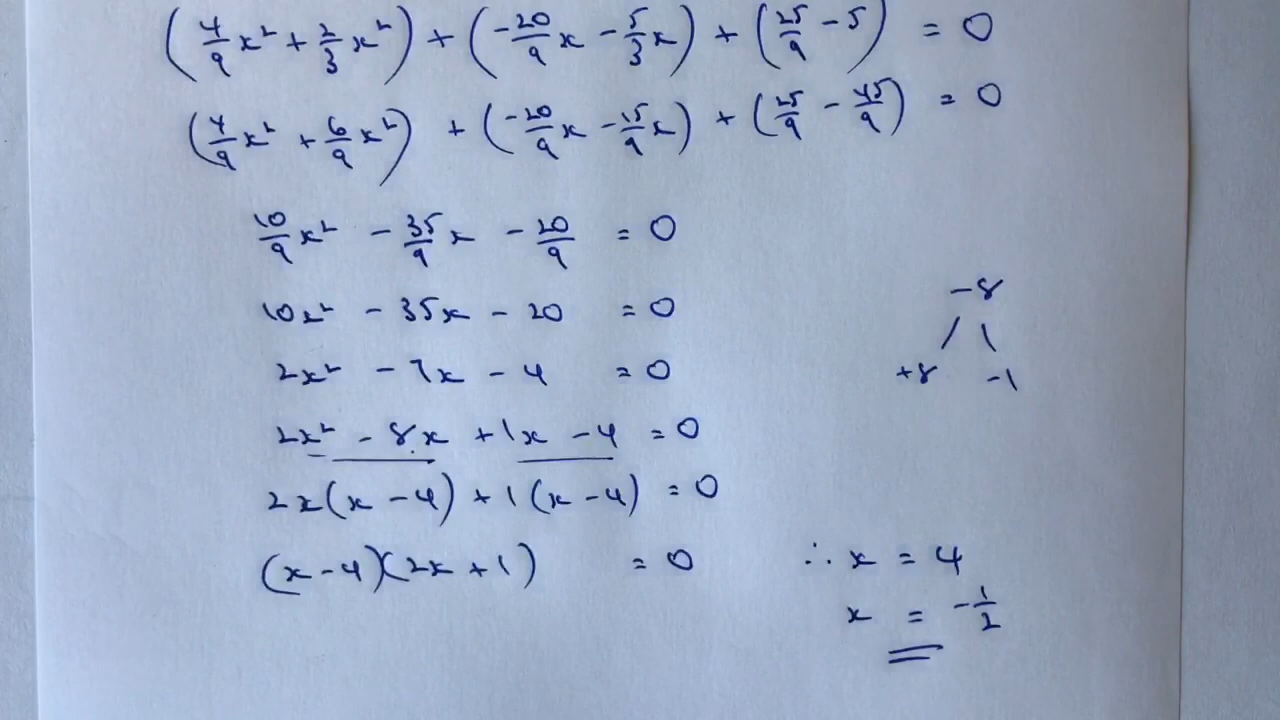 (4/9 x² + 2/3 x²) + (-20/9 x - 5/3 x) + (25/9 - 5) = 0
(4/9 x² + 6/9 x²) + (-20/9 x - 15/9 x) + (25/9 - 45/9) = 0
10/9 x² - 35/9 x - 20/9 = 0
10x² - 35x - 20 = 0
-8
2x² - 7x - 4 = 0
+8 -1
2x² - 8x + 1x - 4 = 0
2x(x - 4) + 1(x - 4) = 0
(x - 4)(2x + 1) = 0 ∴ x = 4
x = -1/2